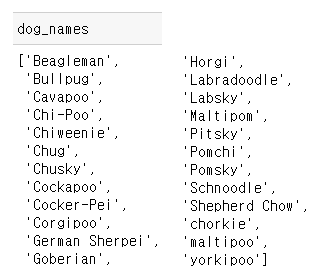 dog_names
['Beagleman',
'Bullpug',
'Cavapoo',
'Chi-Poo',
'Chiweenie',
'Chug',
'Chusky',
'Cockapoo',
'Cocker-Pei',
'Corgipoo',
'German Sherpei',
'Goberian',
'Horgi',
'Labradoodle',
'Labsky',
'Maltipom',
'Pitsky',
'Pomchi',
'Pomsky',
'Schnoodle',
'Shepherd Chow',
'chorkie',
'maltipoo',
'yorkipoo']